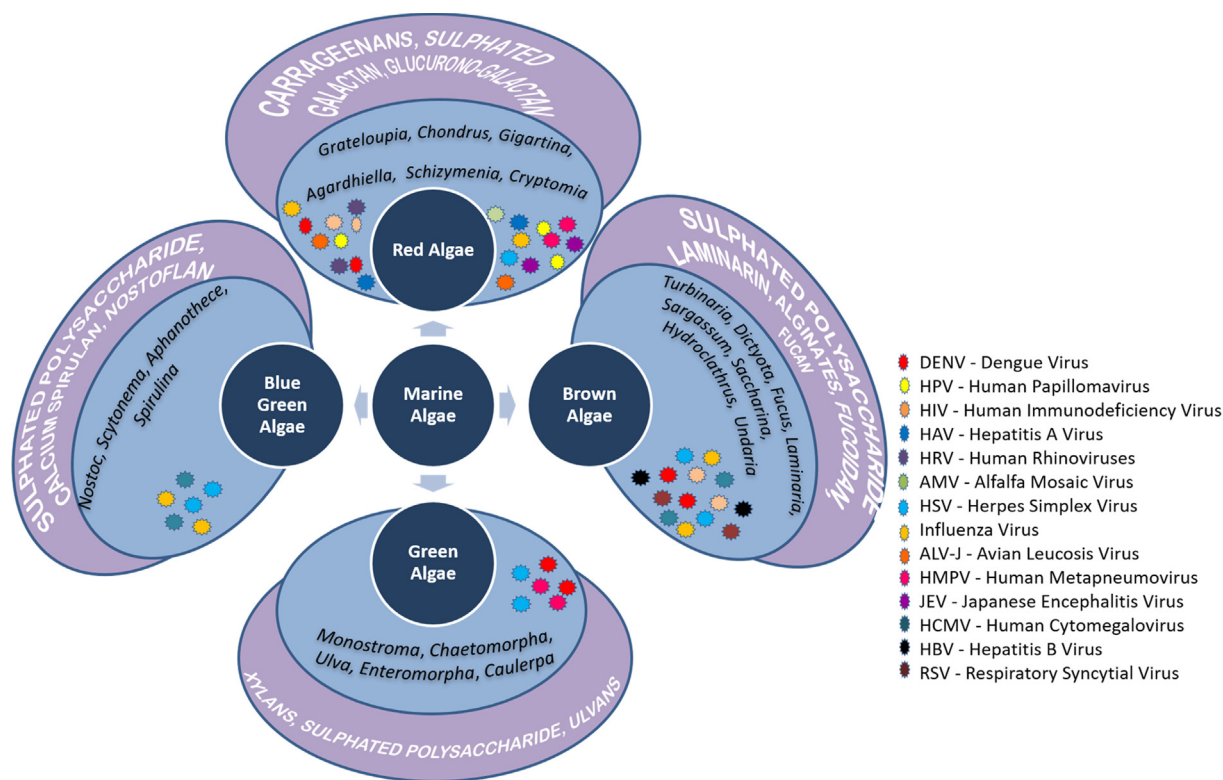 CARRAGEENANS, SULPHATED
GALACTAN, GLUCURONO-GALACTAN
Grateloupia, Chondrus, Gigartina,
Agardhiella, Schizymenia, Cryptomia
Red Algae
SULPHATED POLYSACCHARIDE,
CALCIUM SPIRULAN, NOSTOFLAN
Nostoc, Scytonema, Aphanothece,
Spirulina
Blue
Green
Algae
Marine
Algae
Brown
Algae
SULPHATED POLYSACCHARIDE
LAMINARIN, ALGINATES, FUCOIDAN,
FUCAN
Turbinaria, Dictyota, Fucus, Laminaria,
Sargassum, Saccharina,
Hydroclathrus, Undaria
Green
Algae
Monostroma, Chaetomorpha,
Ulva, Enteromorpha, Caulerpa
XYLANS, SULPHATED POLYSACCHARIDE, ULVANS
DENV - Dengue Virus
HPV - Human Papillomavirus
HIV - Human Immunodeficiency Virus
HAV - Hepatitis A Virus
HRV - Human Rhinoviruses
AMV - Alfalfa Mosaic Virus
HSV - Herpes Simplex Virus
Influenza Virus
ALV-J - Avian Leucosis Virus
HMPV - Human Metapneumovirus
JEV - Japanese Encephalitis Virus
HCMV - Human Cytomegalovirus
HBV - Hepatitis B Virus
RSV - Respiratory Syncytial Virus